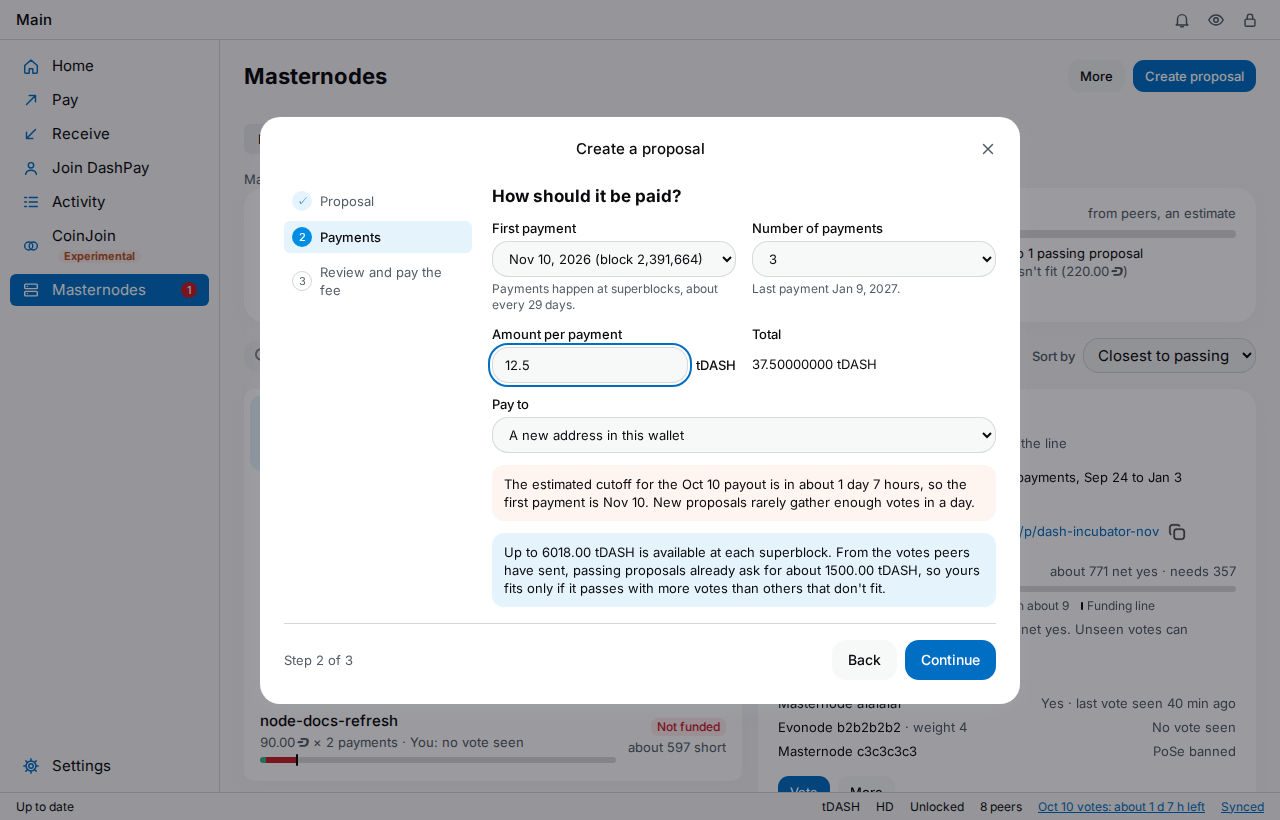 Main
Home
Pay
Receive
Join DashPay
Activity
CoinJoin
Experimental
Masternodes
1
Settings
Masternodes
More
Create proposal
from peers, an estimate
1 passing proposal
fit (220.00)
Sort by
Closest to passing
the line
payments, Sep 24 to Jan 3
/p/dash-incubator-nov
about 771 net yes · needs 357
about 9
Funding line
net yes. Unseen votes can
Create a proposal
✓ Proposal
2 Payments
3 Review and pay the
fee
How should it be paid?
First payment
Number of payments
Nov 10, 2026 (block 2,391,664)
3
Payments happen at superblocks, about
every 29 days.
Last payment Jan 9, 2027.
Amount per payment
Total
12.5
tDASH
37.50000000 tDASH
Pay to
A new address in this wallet
The estimated cutoff for the Oct 10 payout is in about 1 day 7 hours, so the
first payment is Nov 10. New proposals rarely gather enough votes in a day.
Up to 6018.00 tDASH is available at each superblock. From the votes peers
have sent, passing proposals already ask for about 1500.00 tDASH, so yours
fits only if it passes with more votes than others that don't fit.
Step 2 of 3
Back
Continue
node-docs-refresh
Not funded
90.00 × 2 payments · You: no vote seen
about 597 short
Yes · last vote seen 40 min ago
Evonode b2b2b2b2 · weight 4
No vote seen
Masternode c3c3c3c3
PoSe banned
Vote
More
Up to date
tDASH
HD
Unlocked
8 peers
Oct 10 votes: about 1 d 7 h left
Synced